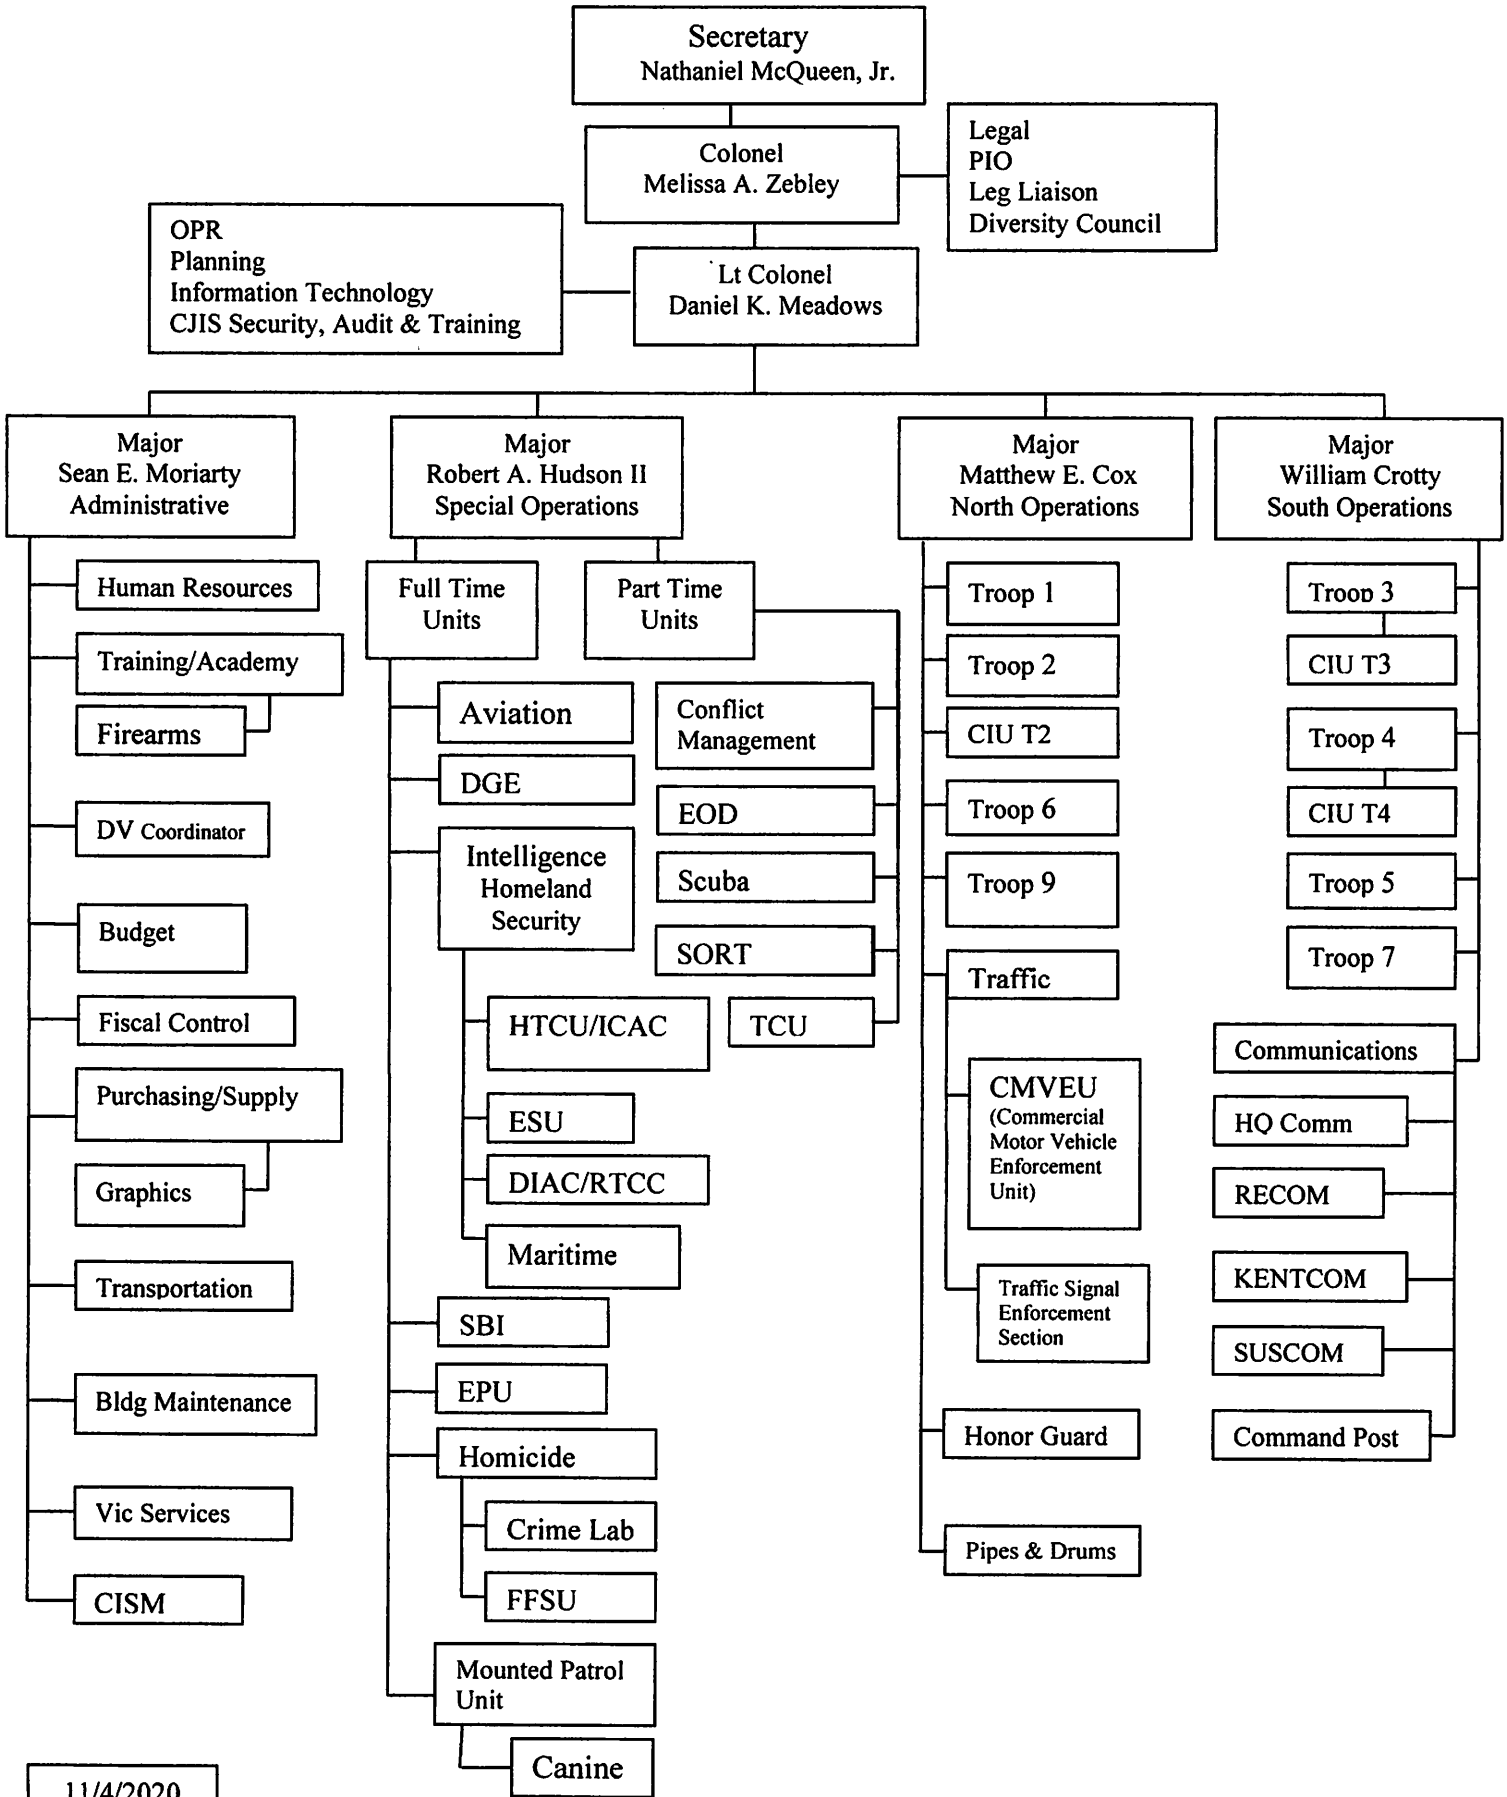 Secretary
Nathaniel McQueen, Jr.
Colonel
Melissa A. Zebley
Legal
PIO
Leg Liaison
Diversity Council
OPR
Planning
Information Technology
CJIS Security, Audit & Training
Lt Colonel
Daniel K. Meadows
Major
Sean E. Moriarty
Administrative
Human Resources
Training/Academy
Firearms
DV Coordinator
Budget
Fiscal Control
Purchasing/Supply
Graphics
Transportation
Bldg Maintenance
Vic Services
CISM
Major
Robert A. Hudson II
Special Operations
Full Time
Units
Aviation
DGE
Intelligence
Homeland
Security
HTCU/ICAC
ESU
DIAC/RTCC
Maritime
SBI
EPU
Homicide
Crime Lab
FFSU
Mounted Patrol
Unit
Canine
Part Time
Units
Conflict
Management
EOD
Scuba
SORT
TCU
Major
Matthew E. Cox
North Operations
Troop 1
Troop 2
CIU T2
Troop 6
Troop 9
Traffic
CMVEU
(Commercial
Motor Vehicle
Enforcement
Unit)
Traffic Signal
Enforcement
Section
Honor Guard
Pipes & Drums
Major
William Crotty
South Operations
Troop 3
CIU T3
Troop 4
CIU T4
Troop 5
Troop 7
Communications
HQ Comm
RECOM
KENTCOM
SUSCOM
Command Post
11/4/2020